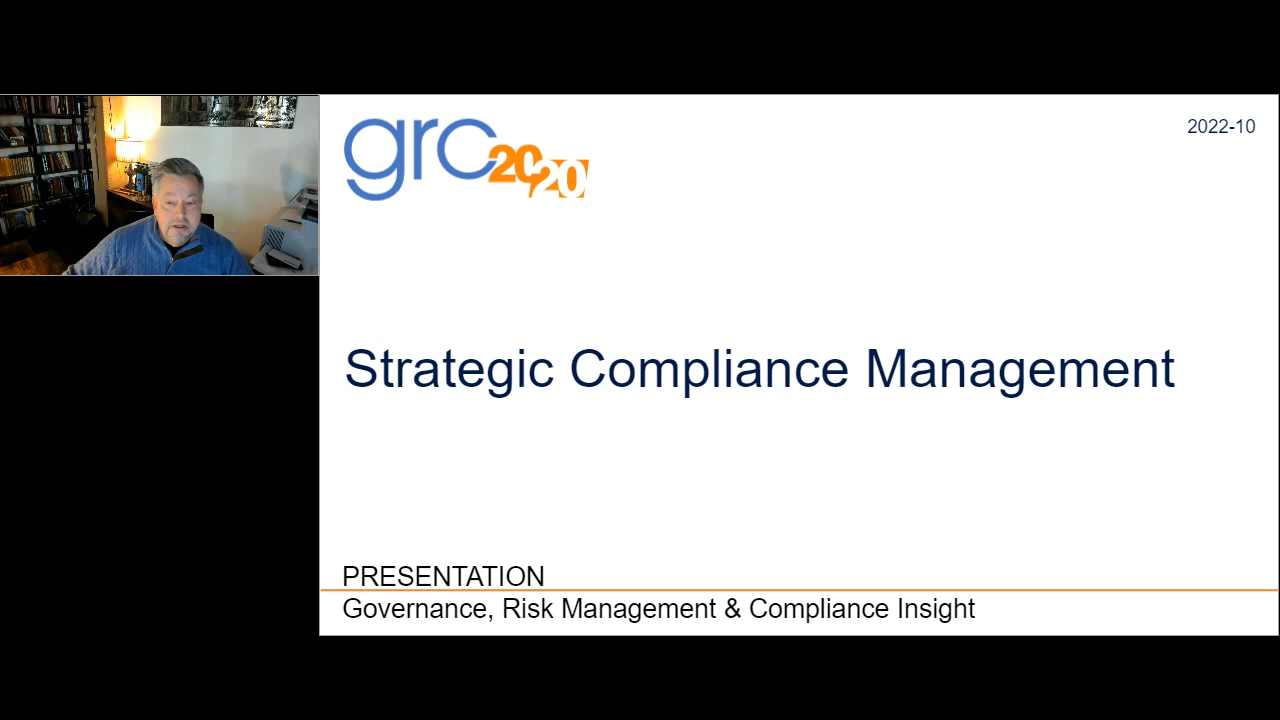 grc2020
2022-10
Strategic Compliance Management
PRESENTATION
Governance, Risk Management & Compliance Insight